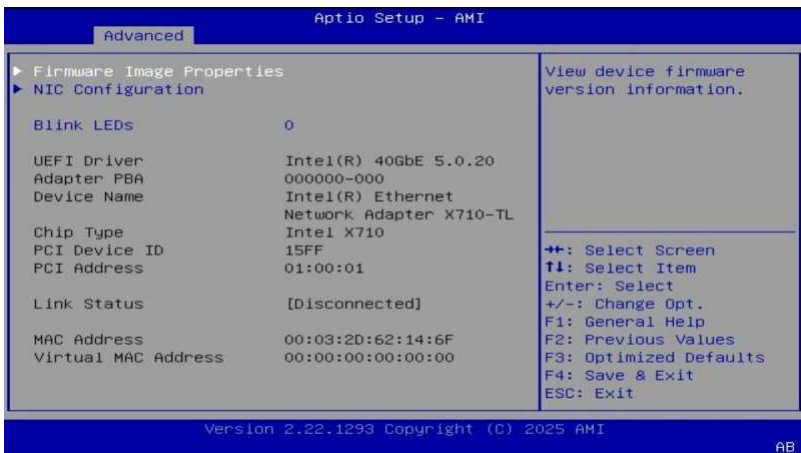 Aptio Setup – AMI
Advanced
▶ Firmware Image Properties
▶ NIC Configuration
Blink LEDs 0
UEFI Driver Intel(R) 40GbE 5.0.20
Adapter PBA 000000-000
Device Name Intel(R) Ethernet
Network Adapter X710-TL
Chip Type Intel X710
PCI Device ID 15FF
PCI Address 01:00:01
Link Status [Disconnected]
MAC Address 00:03:2D:62:14:6F
Virtual MAC Address 00:00:00:00:00:00
View device firmware
version information.
→←: Select Screen
↑↓: Select Item
Enter: Select
+/-: Change Opt.
F1: General Help
F2: Previous Values
F3: Optimized Defaults
F4: Save & Exit
ESC: Exit
Version 2.22.1293 Copyright (C) 2025 AMI
AB